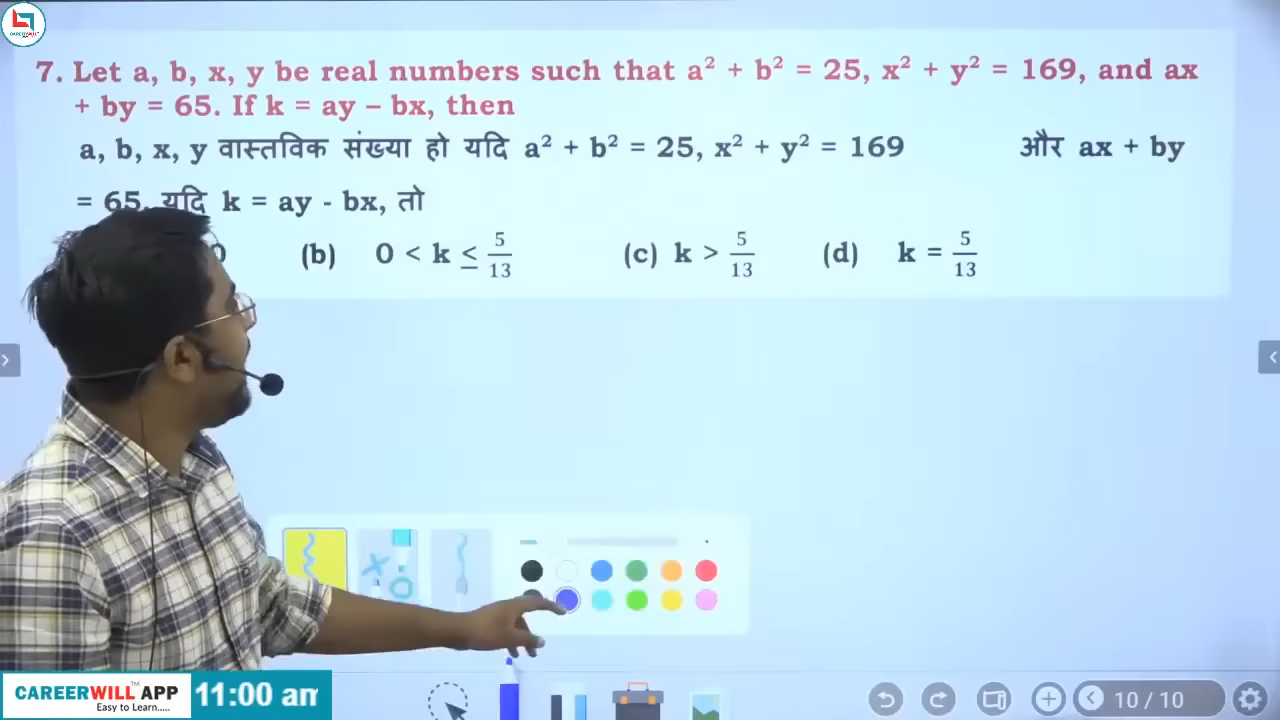 CAREERWILL
7. Let a, b, x, y be real numbers such that a² + b² = 25, x² + y² = 169, and ax
+ by = 65. If k = ay – bx, then
a, b, x, y वास्तविक संख्या हो यदि a² + b² = 25, x² + y² = 169 और ax + by
= 65. यदि k = ay - bx, तो
0 (b) 0 < k ≤ 5/13 (c) k > 5/13 (d) k = 5/13
CAREERWILL™ APP
Easy to Learn.....
11:00 am
10 / 10